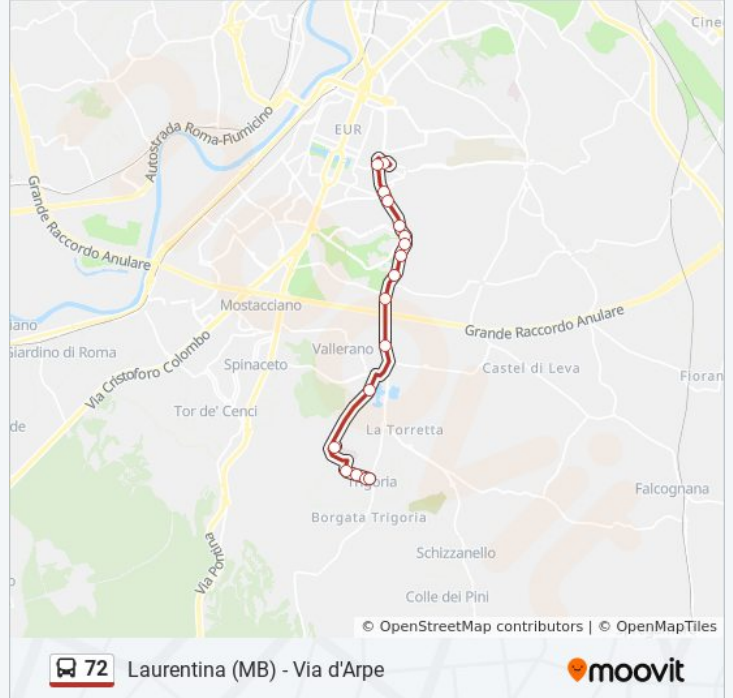 Cine
EUR
Autostrada Roma-Fiumicino
Grande Raccordo Anulare
Mostacciano
Grande Raccordo Anulare
iano
Giardino di Roma
Vallerano
Spinaceto
Castel di Leva
Fioran
Via Cristoforo Colombo
Tor de' Cenci
de
La Torretta
Trigoria
Falcognana
Borgata Trigoria
Via Pontina
Schizzanello
Colle dei Pini
© OpenStreetMap contributors | © OpenMapTiles
72 Laurentina (MB) - Via d'Arpe
moovit